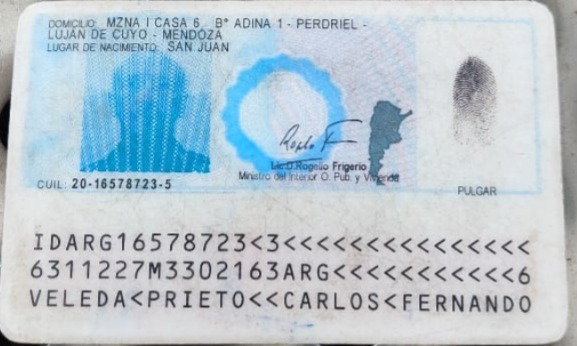 DOMICILIO: MZNA I CASA 6 B° ADINA 1 - PERDRIEL -
LUJÁN DE CUYO - MENDOZA
LUGAR DE NACIMIENTO: SAN JUAN
Lic.D.Rogelio Frigerio
Ministro del Interior O. Pub. y Vivienda
CUIL: 20-16578723-5
PULGAR
IDARG16578723<3<<<<<<<<<<<<<<<
6311227M3302163ARG<<<<<<<<<<<6
VELEDA<PRIETO<<CARLOS<FERNANDO